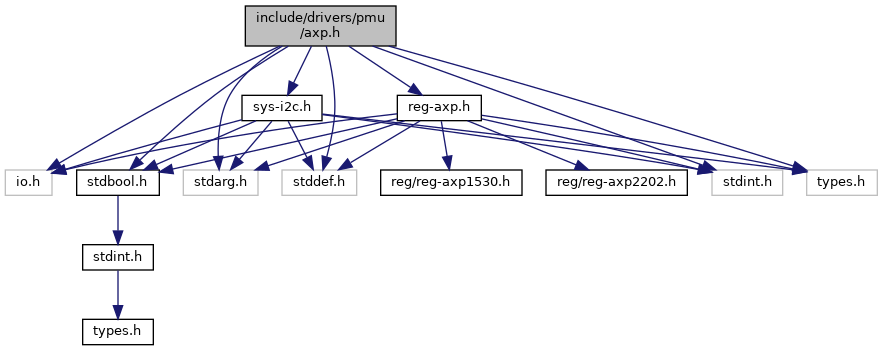 include/drivers/pmu
/axp.h
sys-i2c.h
reg-axp.h
io.h
stdbool.h
stdarg.h
stddef.h
reg/reg-axp1530.h
reg/reg-axp2202.h
stdint.h
types.h
stdint.h
types.h